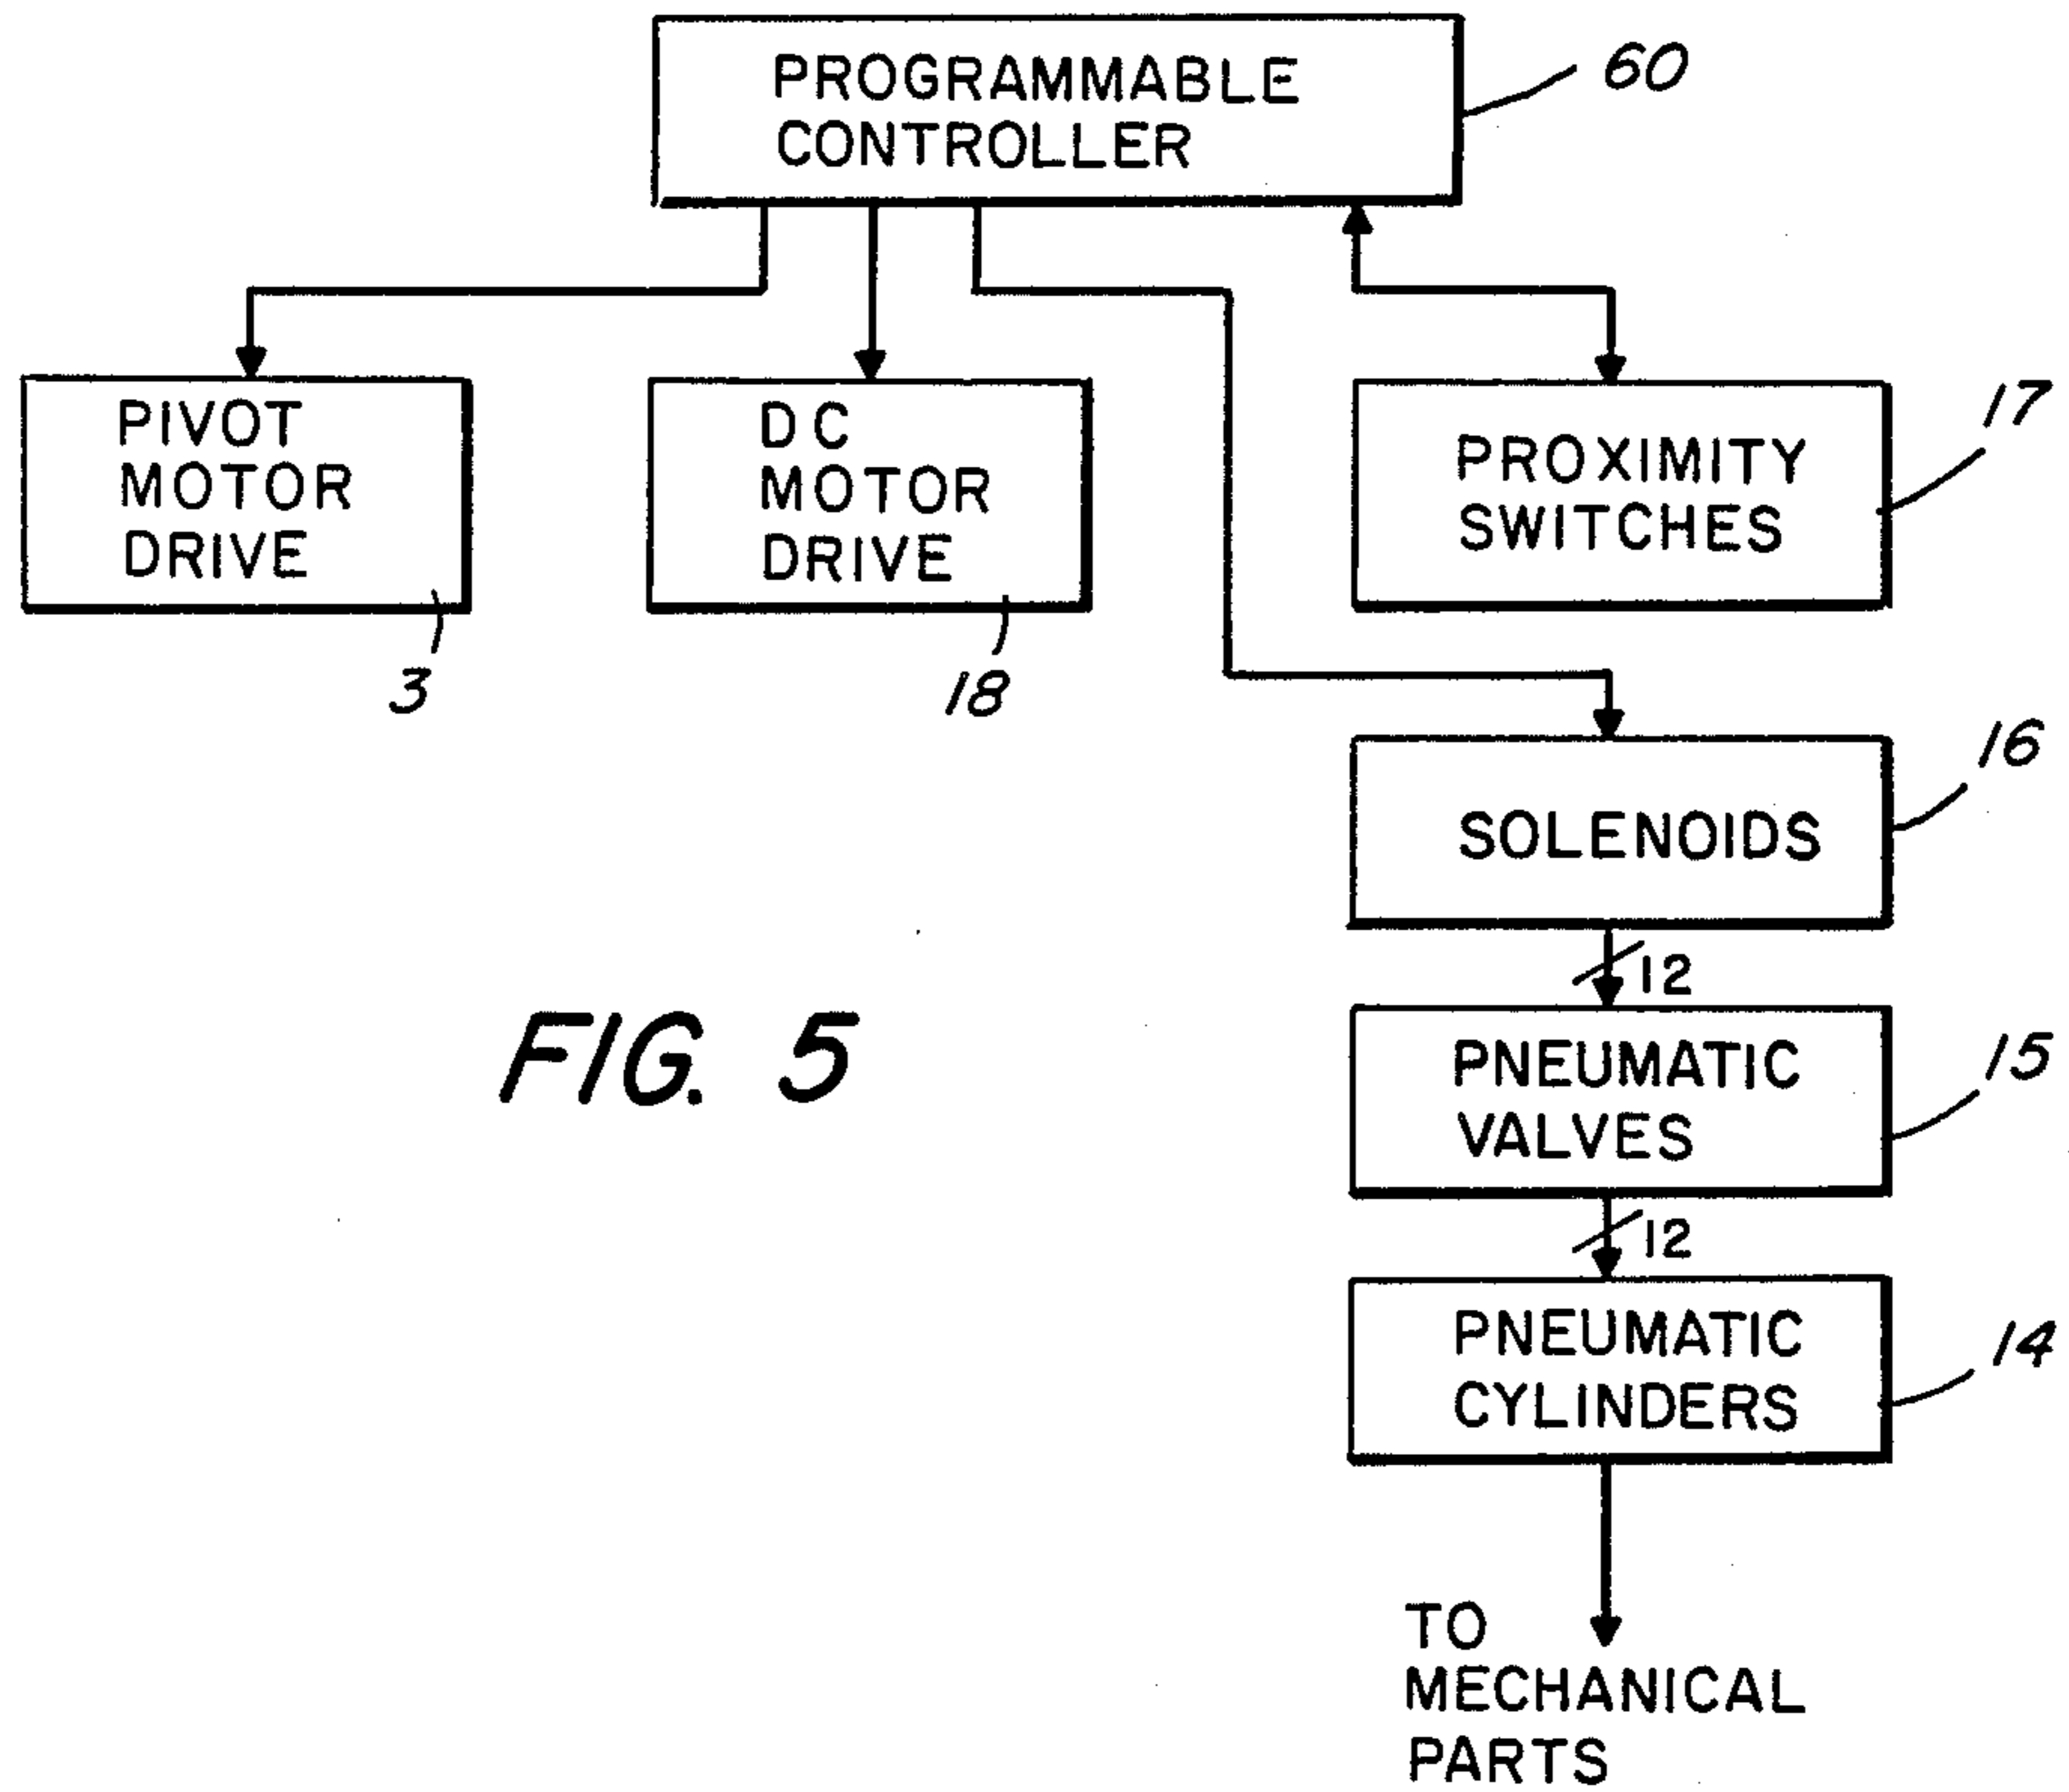 PROGRAMMABLE
CONTROLLER
60
PIVOT
MOTOR
DRIVE
3
DC
MOTOR
DRIVE
18
PROXIMITY
SWITCHES
17
SOLENOIDS
16
12
PNEUMATIC
VALVES
15
12
PNEUMATIC
CYLINDERS
14
TO
MECHANICAL
PARTS
FIG. 5